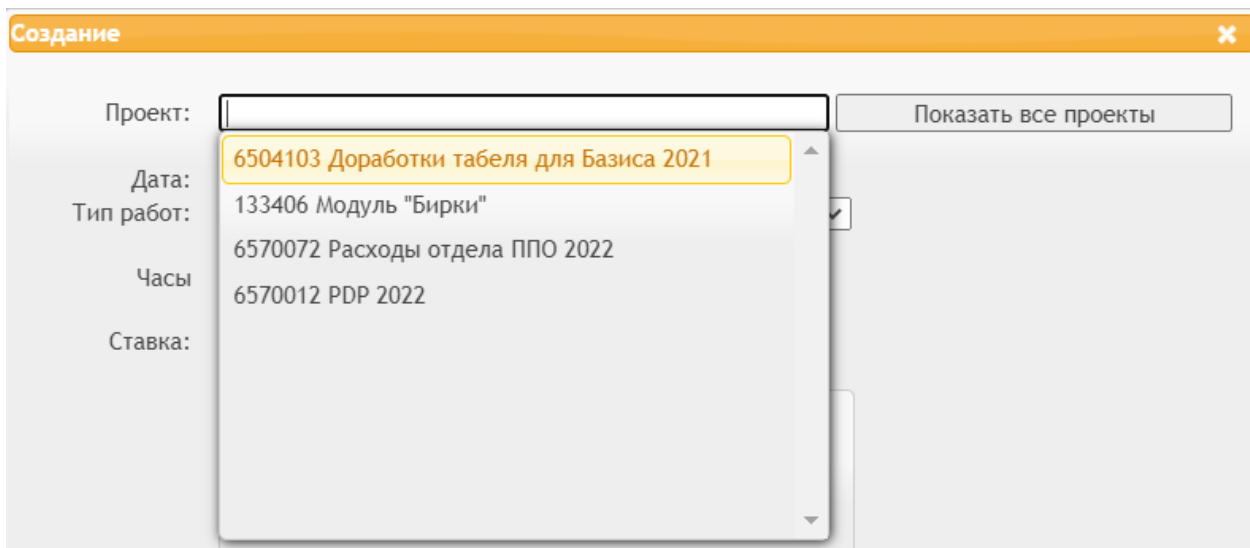 Создание
Проект:
Показать все проекты
6504103 Доработки табеля для Базиса 2021
Дата:
133406 Модуль "Бирки"
Тип работ:
6570072 Расходы отдела ППО 2022
Часы
6570012 PDP 2022
Ставка: